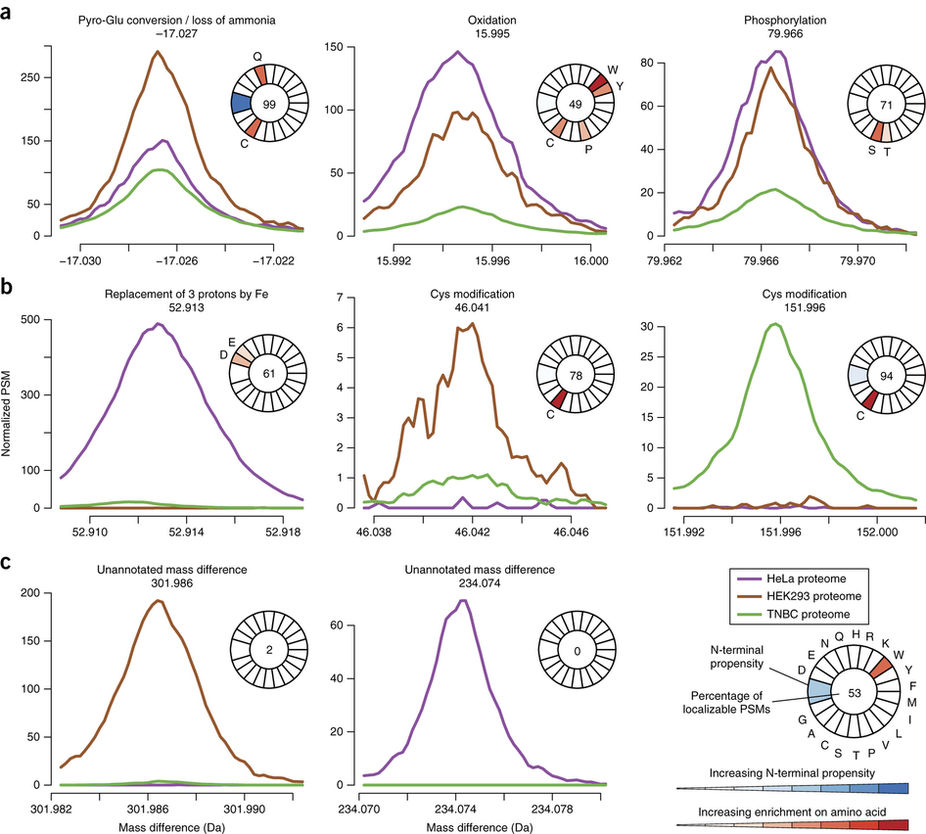 a
Pyro-Glu conversion / loss of ammonia
−17.027
250
150
50
0
−17.030
−17.026
−17.022
Q
99
C
Oxidation
15.995
150
100
50
0
15.992
15.996
16.000
W
Y
49
C
P
Phosphorylation
79.966
80
60
40
20
0
79.962
79.966
79.970
71
S T
b
Normalized PSM
Replacement of 3 protons by Fe
52.913
500
300
100
0
52.910
52.914
52.918
E
D
61
Cys modification
46.041
7
6
5
4
3
2
1
0
46.038
46.042
46.046
78
C
Cys modification
151.996
30
25
20
15
10
5
0
151.992
151.996
152.000
94
C
c
Unannotated mass difference
301.986
200
150
100
50
0
301.982
301.986
301.990
Mass difference (Da)
2
Unannotated mass difference
234.074
60
40
20
0
234.070
234.074
234.078
Mass difference (Da)
0
HeLa proteome
HEK293 proteome
TNBC proteome
N-terminal
propensity
Percentage of
localizable PSMs
53
D E N Q H R K W Y F M I L V P T S C A G
Increasing N-terminal propensity
Increasing enrichment on amino acid